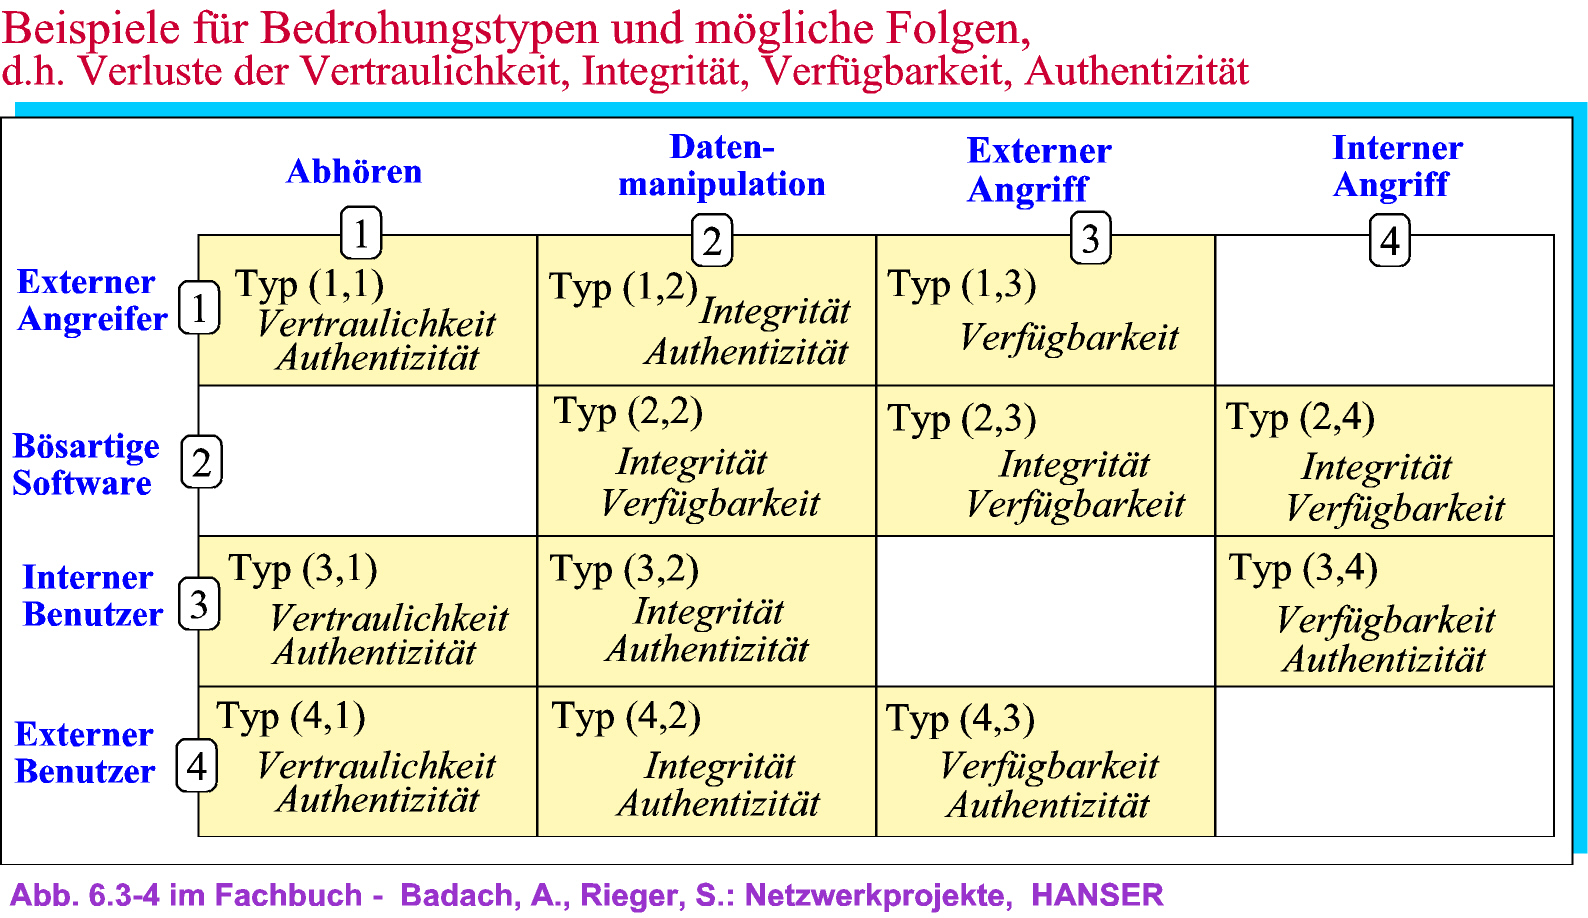 Beispiele für Bedrohungstypen und mögliche Folgen,
d.h. Verluste der Vertraulichkeit, Integrität, Verfügbarkeit, Authentizität
Abhören
Daten-
manipulation
Externer
Angriff
Interner
Angriff
1
2
3
4
Externer
Angreifer
1
Typ (1,1)
Vertraulichkeit
Authentizität
Typ (1,2)
Integrität
Authentizität
Typ (1,3)
Verfügbarkeit
Bösartige
Software
2
Typ (2,2)
Integrität
Verfügbarkeit
Typ (2,3)
Integrität
Verfügbarkeit
Typ (2,4)
Integrität
Verfügbarkeit
Interner
Benutzer
3
Typ (3,1)
Vertraulichkeit
Authentizität
Typ (3,2)
Integrität
Authentizität
Typ (3,4)
Verfügbarkeit
Authentizität
Externer
Benutzer
4
Typ (4,1)
Vertraulichkeit
Authentizität
Typ (4,2)
Integrität
Authentizität
Typ (4,3)
Verfügbarkeit
Authentizität
Abb. 6.3-4 im Fachbuch - Badach, A., Rieger, S.: Netzwerkprojekte, HANSER